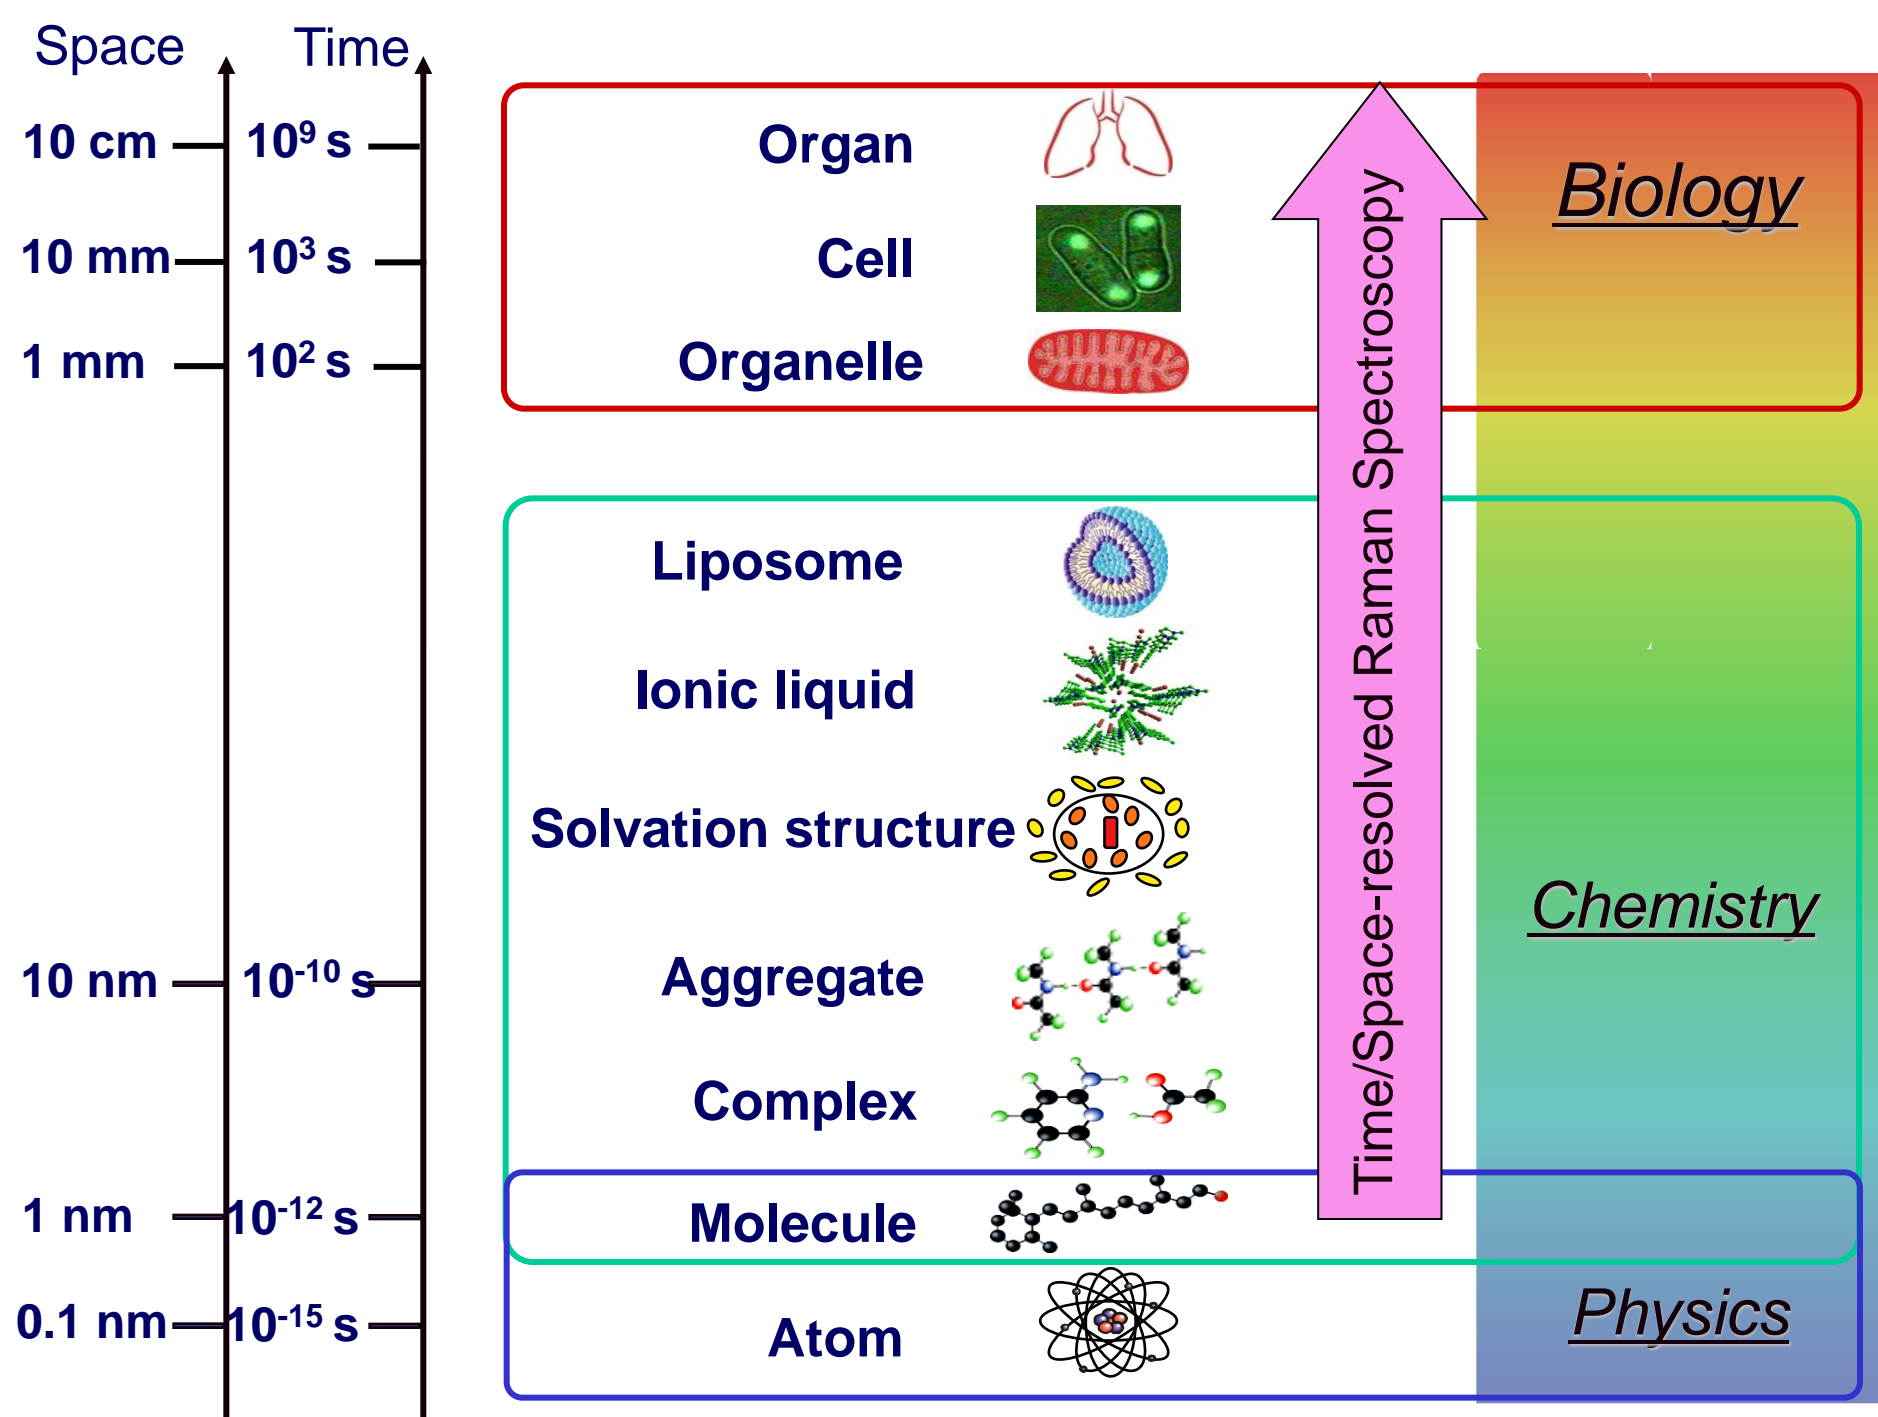 Space Time
10 cm 10⁹ s Organ
Biology
10 mm 10³ s Cell
1 mm 10² s Organelle
Time/Space-resolved Raman Spectroscopy
Liposome
Ionic liquid
Solvation structure
Chemistry
10 nm 10⁻¹⁰ s Aggregate
Complex
1 nm 10⁻¹² s Molecule
0.1 nm 10⁻¹⁵ s Atom
Physics